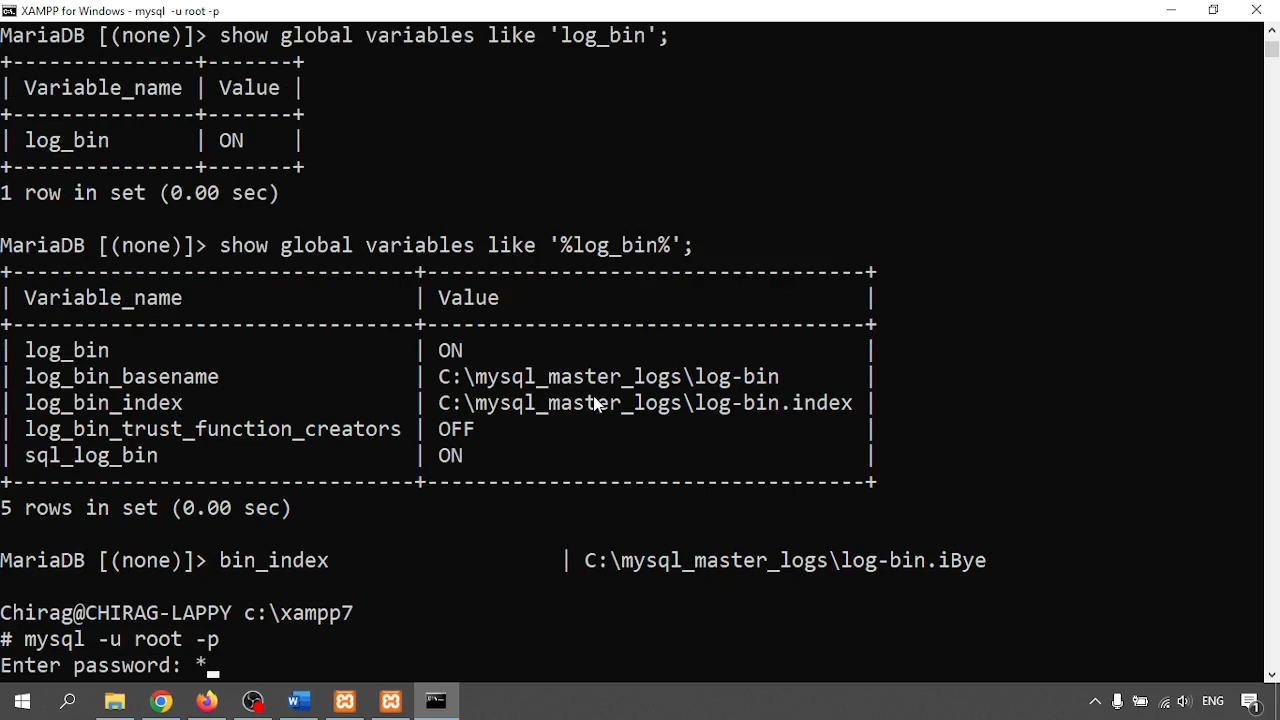 XAMPP for Windows - mysql -u root -p
MariaDB [(none)]> show global variables like 'log_bin';
+---------------+-------+
| Variable_name | Value |
+---------------+-------+
| log_bin       | ON    |
+---------------+-------+
1 row in set (0.00 sec)
MariaDB [(none)]> show global variables like '%log_bin%';
+---------------------------------+------------------------------------+
| Variable_name                   | Value                              |
+---------------------------------+------------------------------------+
| log_bin                         | ON                                 |
| log_bin_basename                | C:\mysql_master_logs\log-bin       |
| log_bin_index                   | C:\mysql_master_logs\log-bin.index |
| log_bin_trust_function_creators | OFF                                |
| sql_log_bin                     | ON                                 |
+---------------------------------+------------------------------------+
5 rows in set (0.00 sec)
MariaDB [(none)]> bin_index                   | C:\mysql_master_logs\log-bin.iBye
Chirag@CHIRAG-LAPPY c:\xampp7
# mysql -u root -p
Enter password: *
ENG